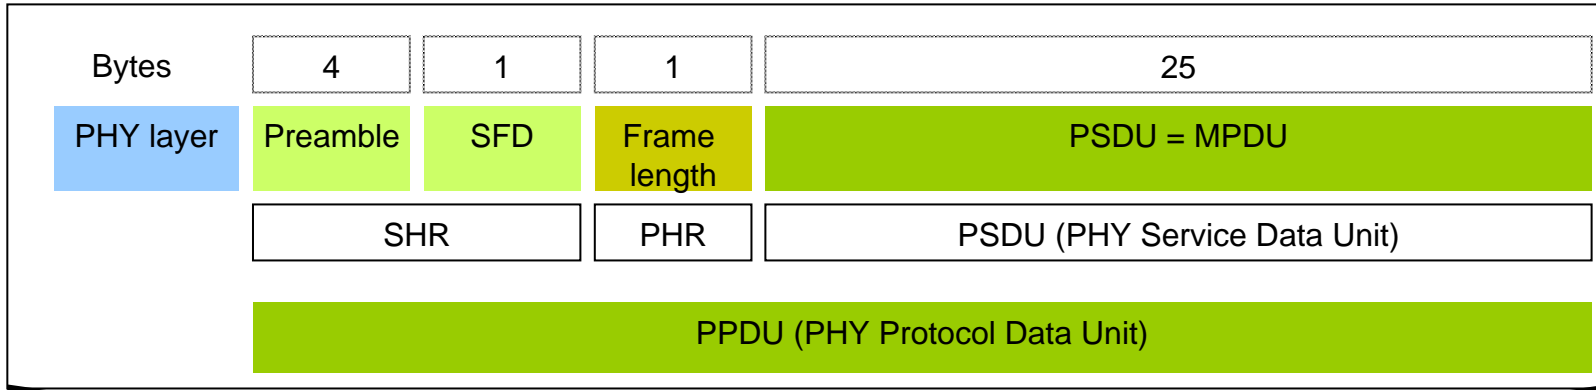 Bytes 4 1 1 25
PHY layer Preamble SFD Frame length PSDU = MPDU
SHR PHR PSDU (PHY Service Data Unit)
PPDU (PHY Protocol Data Unit)